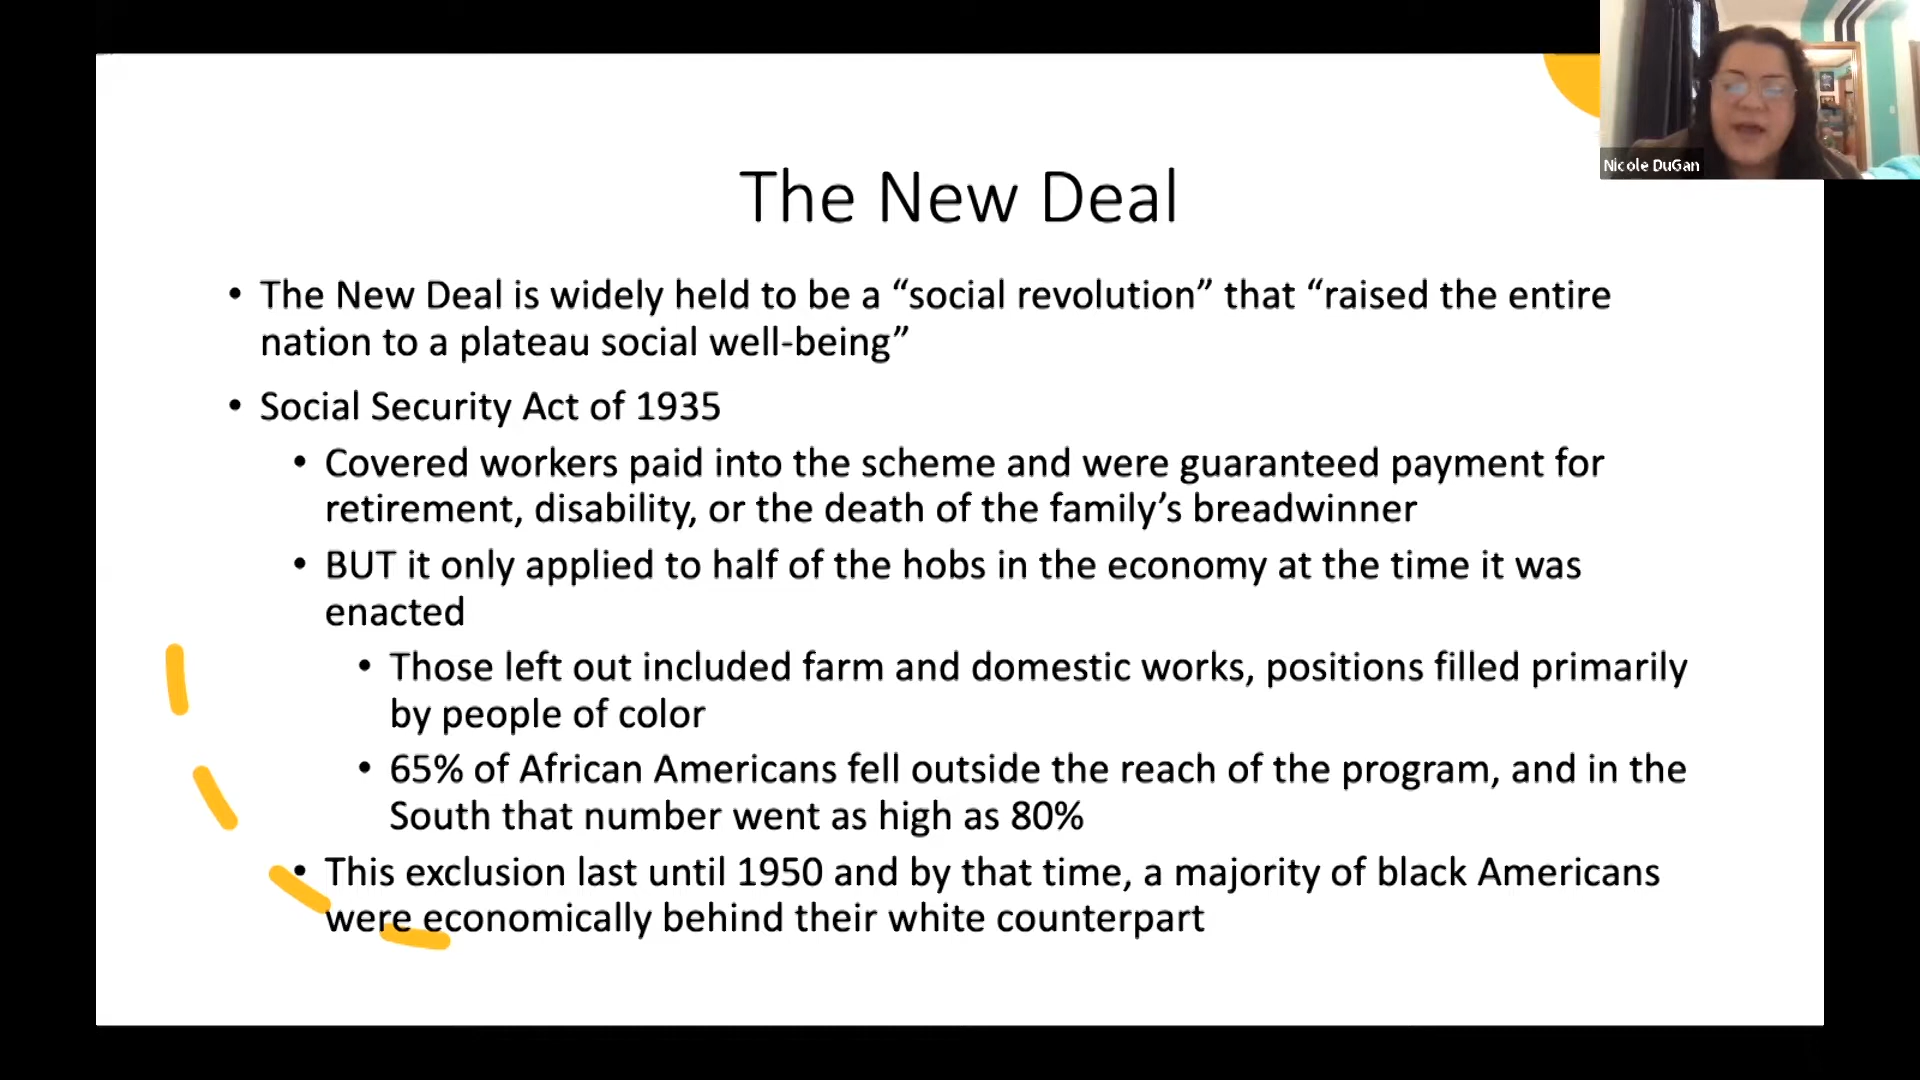 The New Deal
• The New Deal is widely held to be a “social revolution” that “raised the entire
nation to a plateau social well-being”
• Social Security Act of 1935
• Covered workers paid into the scheme and were guaranteed payment for
retirement, disability, or the death of the family’s breadwinner
• BUT it only applied to half of the hobs in the economy at the time it was
enacted
• Those left out included farm and domestic works, positions filled primarily
by people of color
• 65% of African Americans fell outside the reach of the program, and in the
South that number went as high as 80%
• This exclusion last until 1950 and by that time, a majority of black Americans
were economically behind their white counterpart
Nicole DuGan